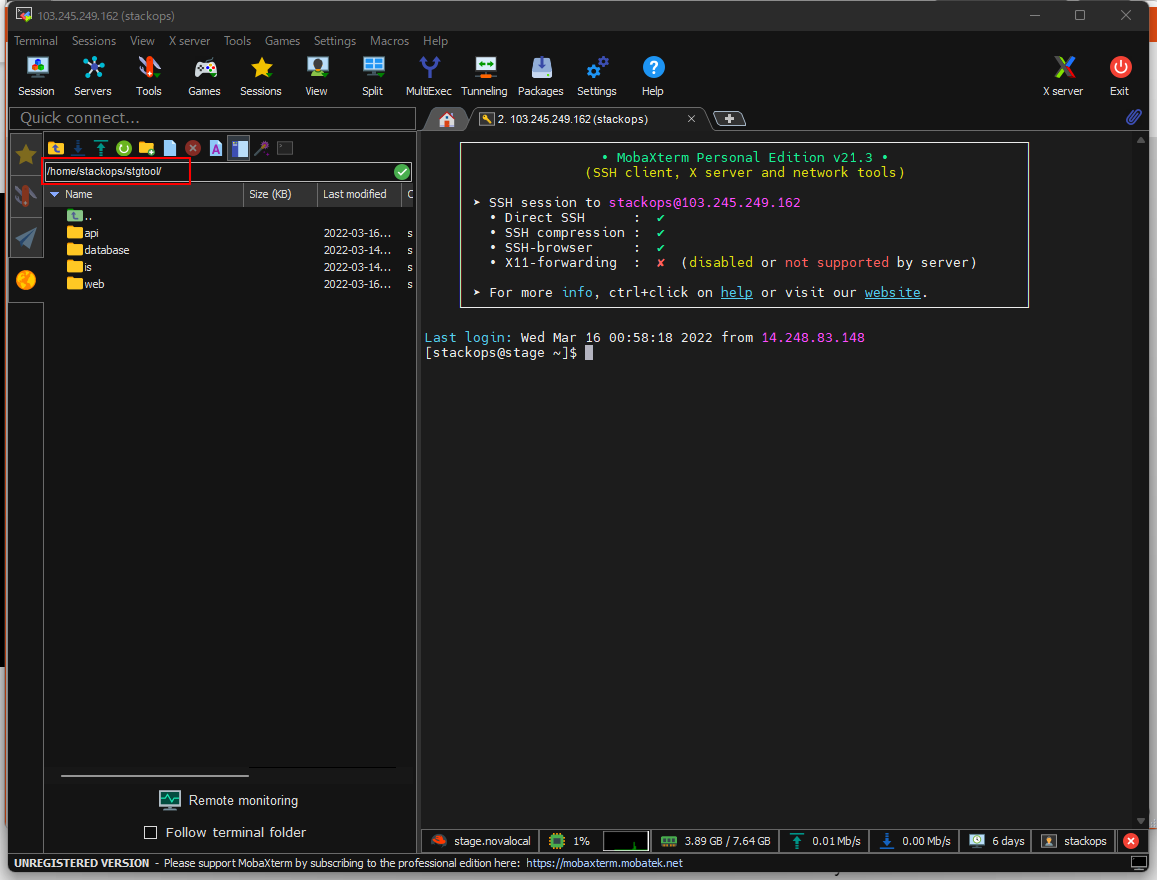 103.245.249.162 (stackops)
Terminal Sessions View X server Tools Games Settings Macros Help
Session Servers Tools Games Sessions View Split MultiExec Tunneling Packages Settings Help X server Exit
Quick connect...
2. 103.245.249.162 (stackops)
/home/stackops/stgtool/
Name Size (KB) Last modified
..
api 2022-03-16... s
database 2022-03-14... s
is 2022-03-14... s
web 2022-03-16... s
Remote monitoring
Follow terminal folder
• MobaXterm Personal Edition v21.3 •
(SSH client, X server and network tools)
➤ SSH session to stackops@103.245.249.162
• Direct SSH : ✔
• SSH compression : ✔
• SSH-browser : ✔
• X11-forwarding : ✘ (disabled or not supported by server)
➤ For more info, ctrl+click on help or visit our website.
Last login: Wed Mar 16 00:58:18 2022 from 14.248.83.148
[stackops@stage ~]$
stage.novalocal 1% 3.89 GB / 7.64 GB 0.01 Mb/s 0.00 Mb/s 6 days stackops
UNREGISTERED VERSION - Please support MobaXterm by subscribing to the professional edition here: https://mobaxterm.mobatek.net